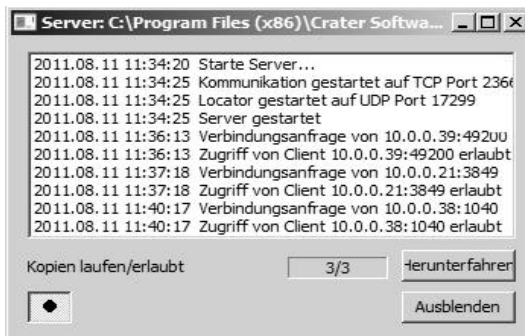 Server: C:\Program Files (x86)\Crater Softwa...
2011.08.11 11:34:20 Starte Server...
2011.08.11 11:34:25 Kommunikation gestartet auf TCP Port 2366
2011.08.11 11:34:25 Locator gestartet auf UDP Port 17299
2011.08.11 11:34:25 Server gestartet
2011.08.11 11:36:13 Verbindungsanfrage von 10.0.0.39:49200
2011.08.11 11:36:13 Zugriff von Client 10.0.0.39:49200 erlaubt
2011.08.11 11:37:18 Verbindungsanfrage von 10.0.0.21:3849
2011.08.11 11:37:18 Zugriff von Client 10.0.0.21:3849 erlaubt
2011.08.11 11:40:17 Verbindungsanfrage von 10.0.0.38:1040
2011.08.11 11:40:17 Zugriff von Client 10.0.0.38:1040 erlaubt
Kopien laufen/erlaubt 3/3 Herunterfahren
Ausblenden